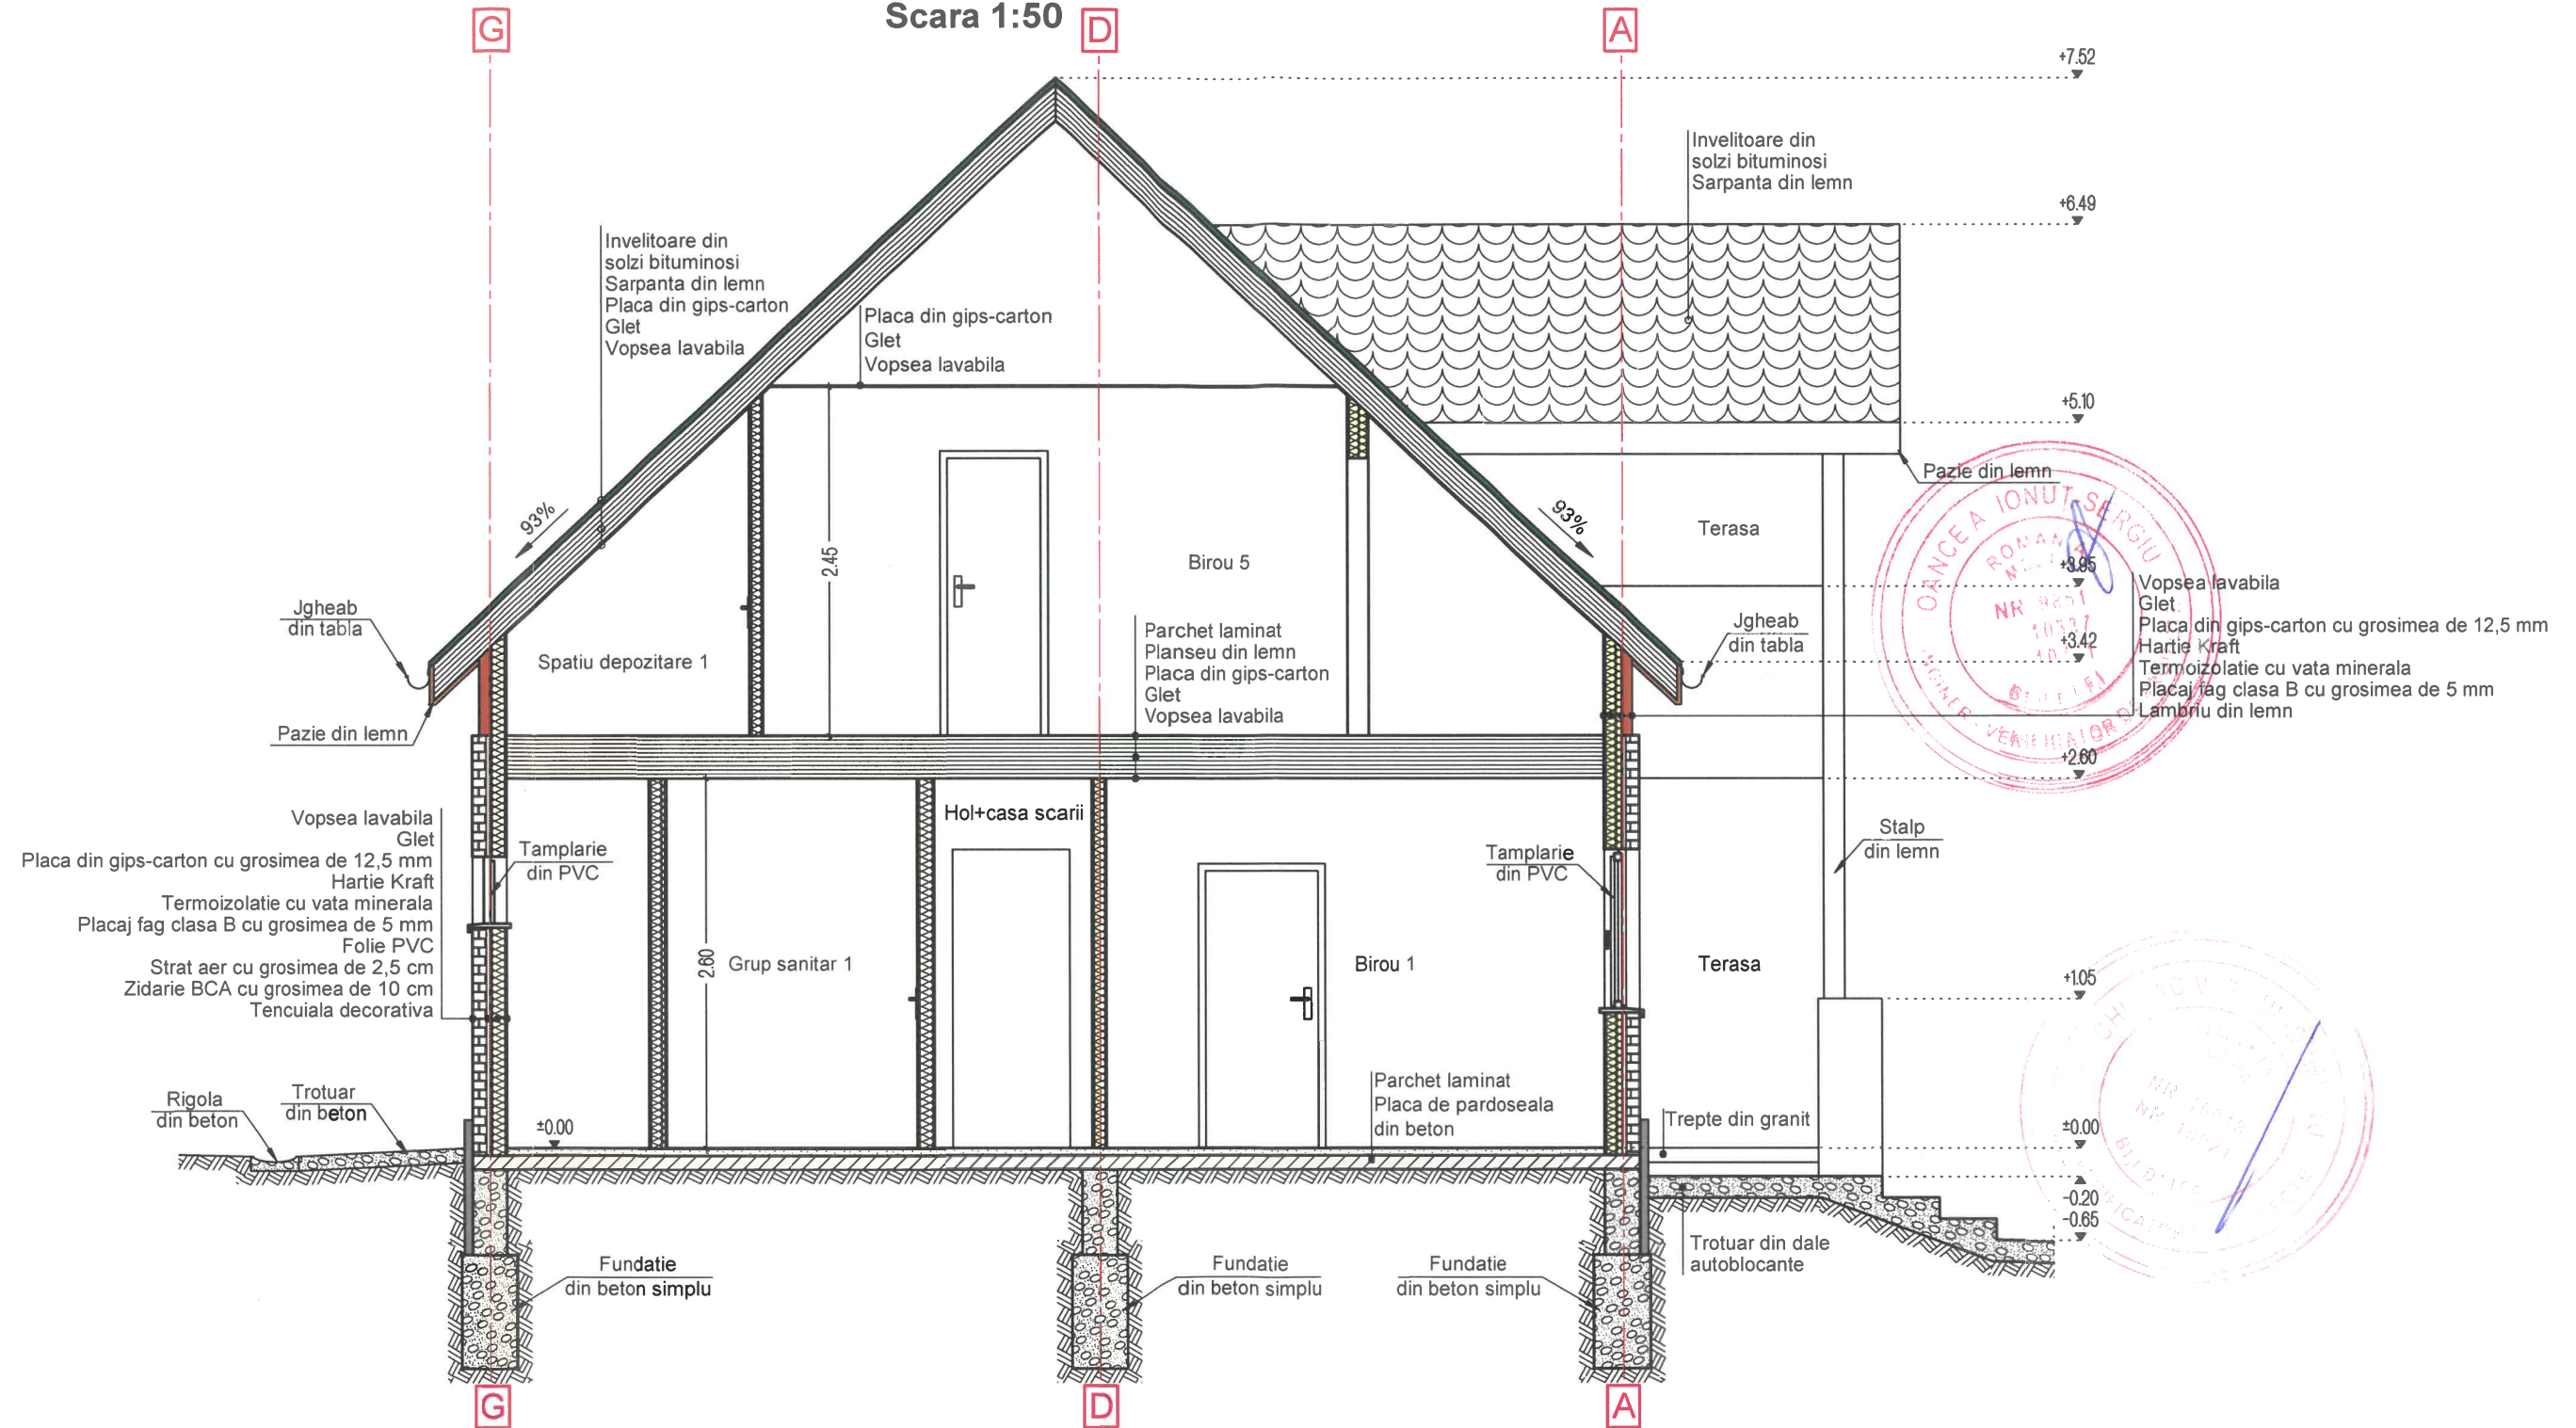 Scara 1:50
G
D
A
+7.52
Invelitoare din
solzi bituminosi
Sarpanta din lemn
+6.49
Invelitoare din
solzi bituminosi
Sarpanta din lemn
Placa din gips-carton
Glet
Vopsea lavabila
Placa din gips-carton
Glet
Vopsea lavabila
+5.10
Pazie din lemn
93%
93%
Terasa
2.45
Birou 5
+3.95
Jgheab
din tabla
Spatiu depozitare 1
Parchet laminat
Planseu din lemn
Placa din gips-carton
Glet
Vopsea lavabila
Jgheab
din tabla
+3.42
Vopsea lavabila
Glet
Placa din gips-carton cu grosimea de 12,5 mm
Hartie Kraft
Termoizolatie cu vata minerala
Placaj fag clasa B cu grosimea de 5 mm
Lambriu din lemn
OANCEA IONUT-SERGIU
ROMANIA
VERIFICATOR
Pazie din lemn
+2.60
Vopsea lavabila
Glet
Placa din gips-carton cu grosimea de 12,5 mm
Hartie Kraft
Termoizolatie cu vata minerala
Placaj fag clasa B cu grosimea de 5 mm
Folie PVC
Strat aer cu grosimea de 2,5 cm
Zidarie BCA cu grosimea de 10 cm
Tencuiala decorativa
Tamplarie
din PVC
Hol+casa scarii
Tamplarie
din PVC
Stalp
din lemn
2.60
Grup sanitar 1
Birou 1
Terasa
+1.05
Rigola
din beton
Trotuar
din beton
±0.00
Parchet laminat
Placa de pardoseala
din beton
Trepte din granit
±0.00
-0.20
-0.65
Fundatie
din beton simplu
Fundatie
din beton simplu
Fundatie
din beton simplu
Trotuar din dale
autoblocante
G
D
A